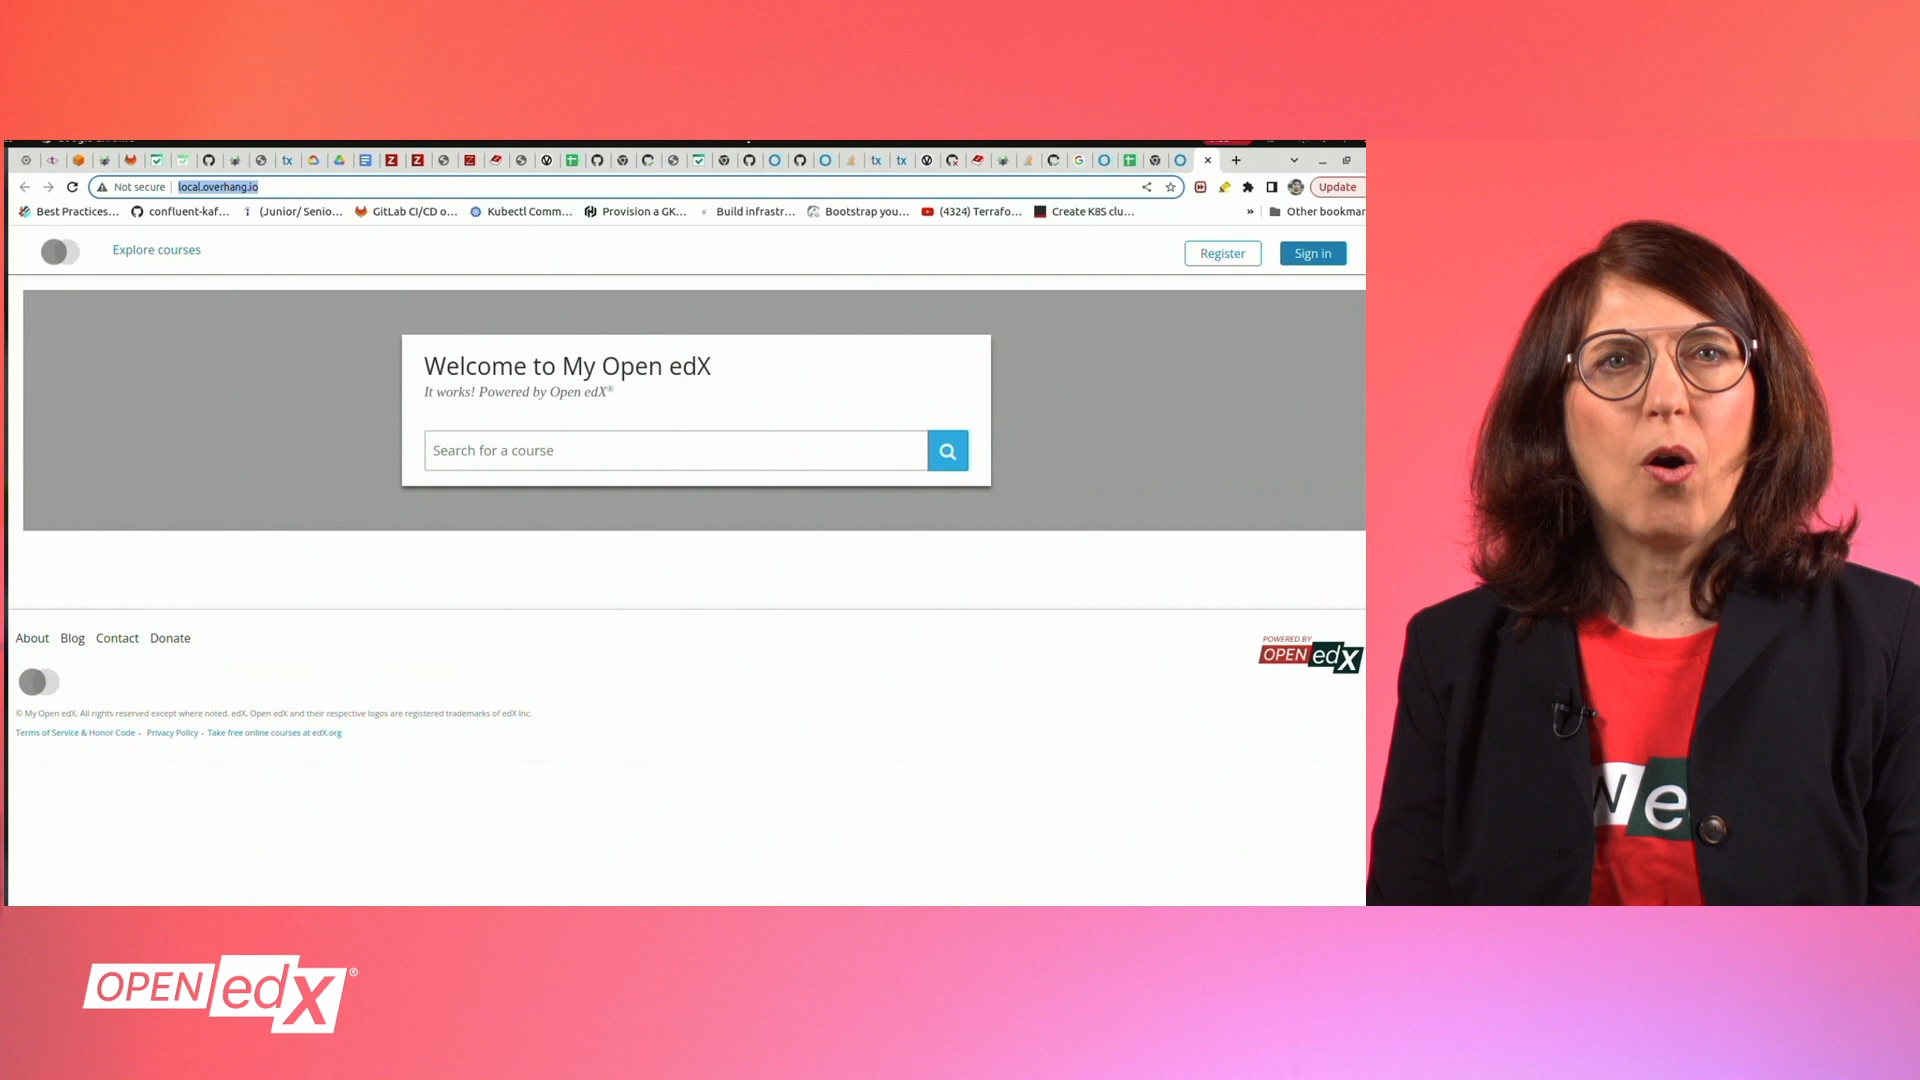 Not secure
local.overhang.io
Update
Best Practices...
confluent-kaf...
(Junior/ Senio...
GitLab CI/CD o...
Kubectl Comm...
Provision a GK...
Build infrastr...
Bootstrap you...
(4324) Terrafo...
Create K8S clu...
»
Other bookmar
Explore courses
Register
Sign in
Welcome to My Open edX
It works! Powered by Open edX®
Search for a course
About Blog Contact Donate
POWERED BY
OPEN edX
© My Open edX. All rights reserved except where noted. edX, Open edX and their respective logos are registered trademarks of edX Inc.
Terms of Service & Honor Code - Privacy Policy - Take free online courses at edX.org
We
OPEN edX®